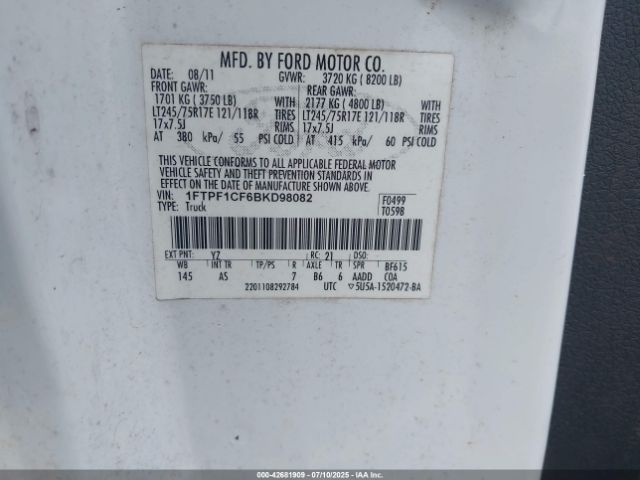 MFD. BY FORD MOTOR CO.
DATE: 08/11 GVWR: 3720 KG ( 8200 LB)
FRONT GAWR: REAR GAWR:
1701 KG ( 3750 LB) WITH 2177 KG ( 4800 LB) WITH
LT245/75R17E 121/118R TIRES LT245/75R17E 121/118R TIRES
17x7.5J RIMS 17x7.5J RIMS
AT 380 kPa/ 55 PSI COLD AT 415 kPa/ 60 PSI COLD
THIS VEHICLE CONFORMS TO ALL APPLICABLE FEDERAL MOTOR
VEHICLE SAFETY AND THEFT PREVENTION STANDARDS IN
EFFECT ON THE DATE OF MANUFACTURE SHOWN ABOVE.
VIN: 1FTPF1CF6BKD98082 F0499
TYPE: Truck T0598
EXT PNT: YZ RC: 21 DSO:
WB INT TR TP/PS R AXLE TR SPR BF615
145 AS 7 B6 6 AADD COA
2201108292784 UTC ▽5U5A-1520472-BA
000-42681909 | 07/10/2025 | IAAI.COM